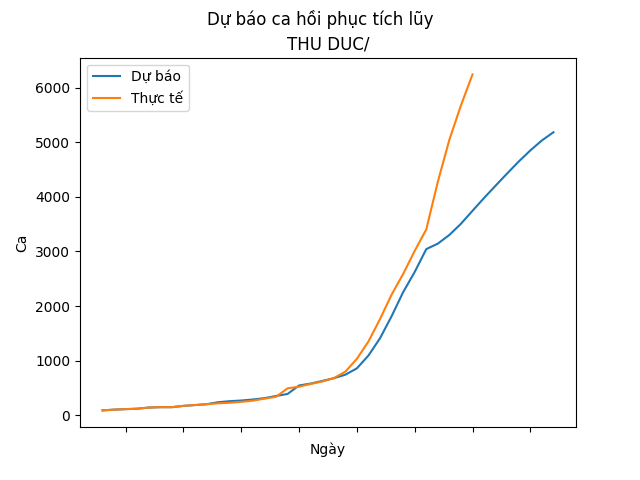 Dự báo ca hồi phục tích lũy
THU DUC/
Dự báo
Thực tế
6000
5000
4000
3000
2000
1000
0
Ca
Ngày